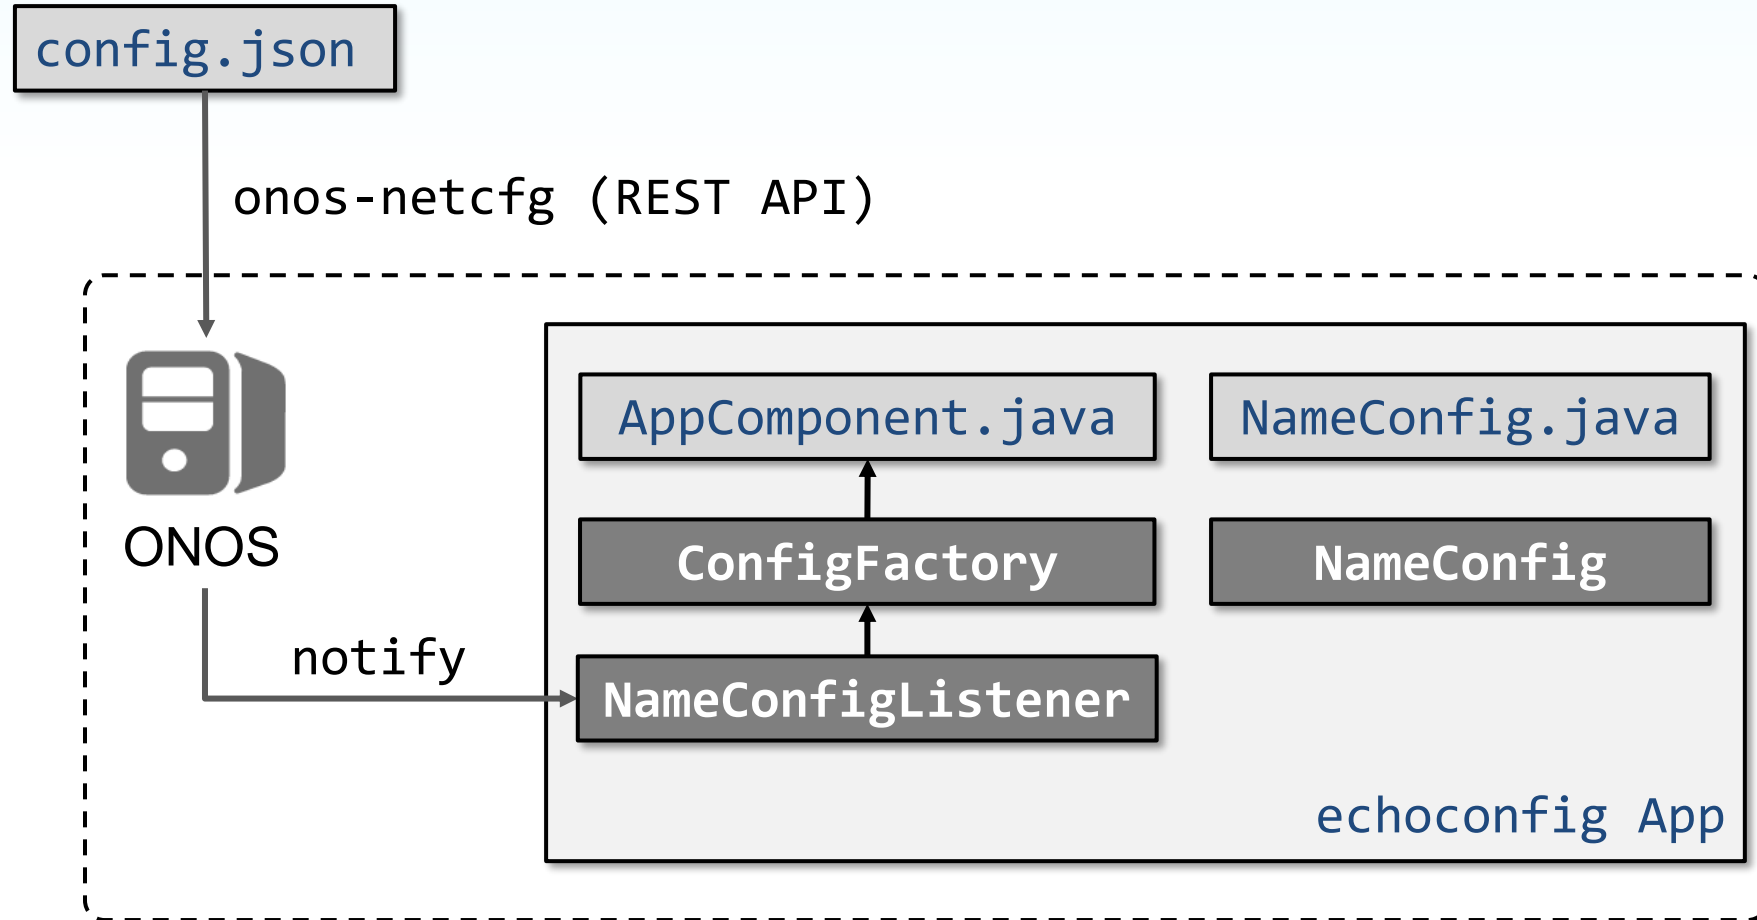 config.json
onos-netcfg (REST API)
AppComponent.java
NameConfig.java
ONOS
ConfigFactory
NameConfig
notify
NameConfigListener
echoconfig App